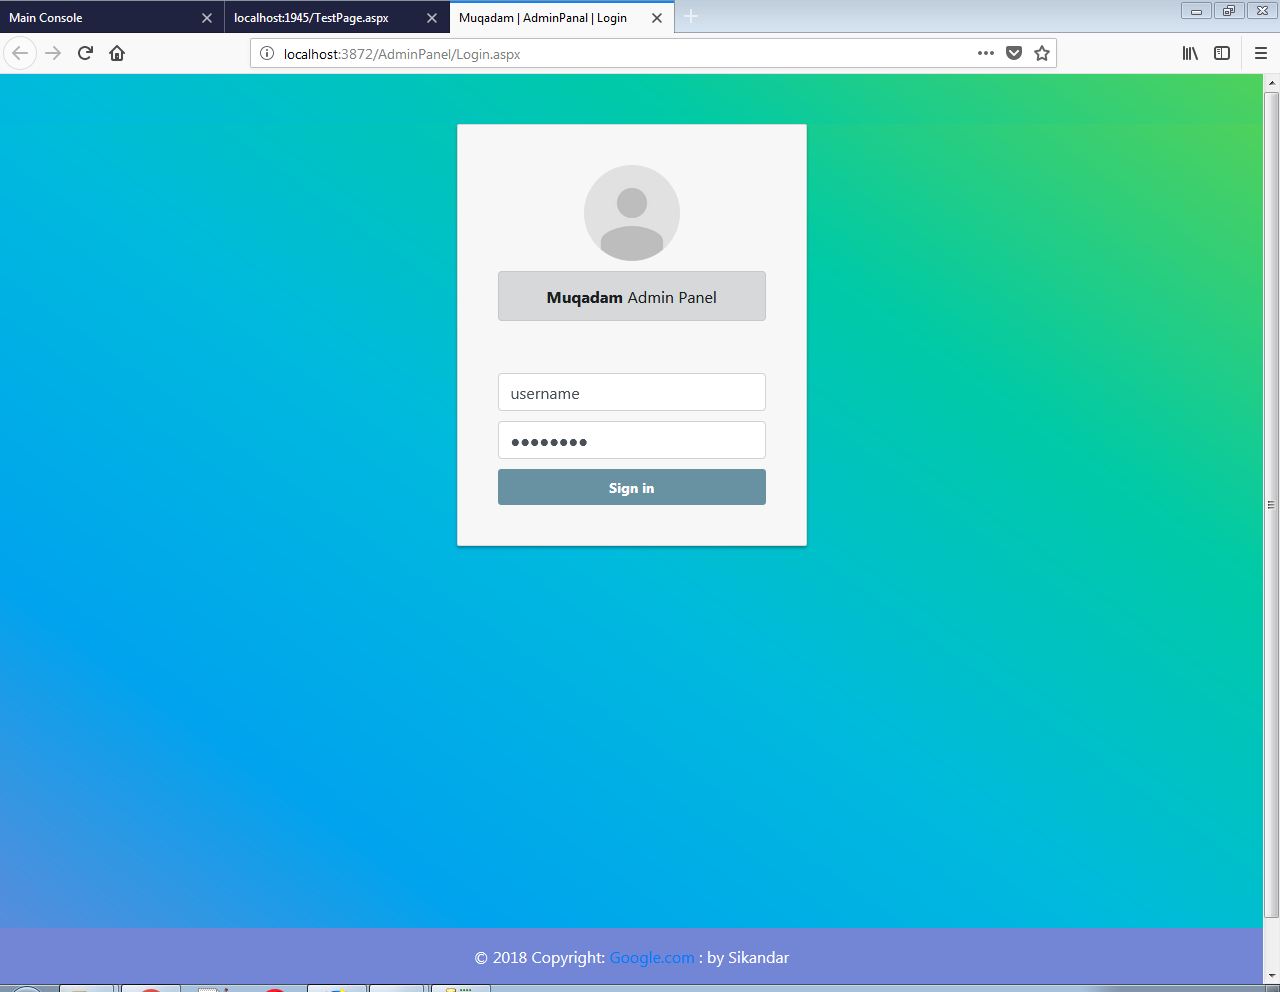 Main Console
localhost:1945/TestPage.aspx
Muqadam | AdminPanal | Login
localhost:3872/AdminPanel/Login.aspx
Muqadam Admin Panel
username
Sign in
© 2018 Copyright: Google.com : by Sikandar